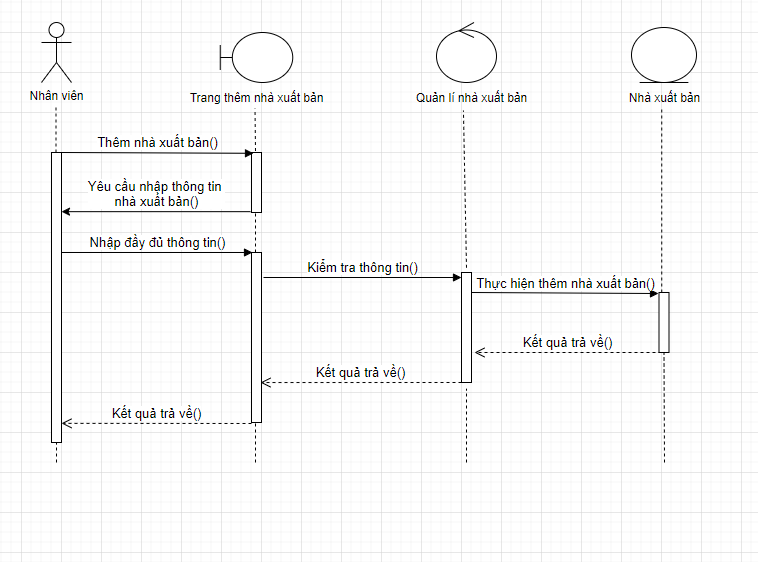 Nhân viên
Trang thêm nhà xuất bản
Quản lí nhà xuất bản
Nhà xuất bản
Thêm nhà xuất bản()
Yêu cầu nhập thông tin
nhà xuất bản()
Nhập đầy đủ thông tin()
Kiểm tra thông tin()
Thực hiện thêm nhà xuất bản()
Kết quả trả về()
Kết quả trả về()
Kết quả trả về()